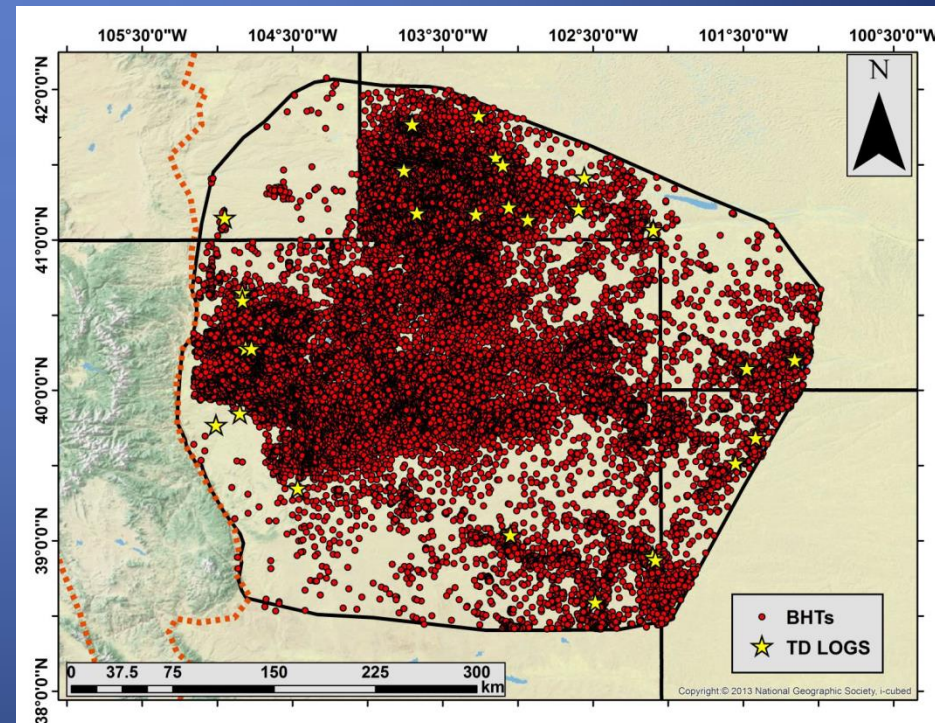 105°30'0"W 104°30'0"W 103°30'0"W 102°30'0"W 101°30'0"W 100°30'0"W
42°0'0"N
41°0'0"N
40°0'0"N
39°0'0"N
38°0'0"N
N
BHTs
TD LOGS
0 37.5 75 150 225 300
km
Copyright:© 2013 National Geographic Society, i-cubed